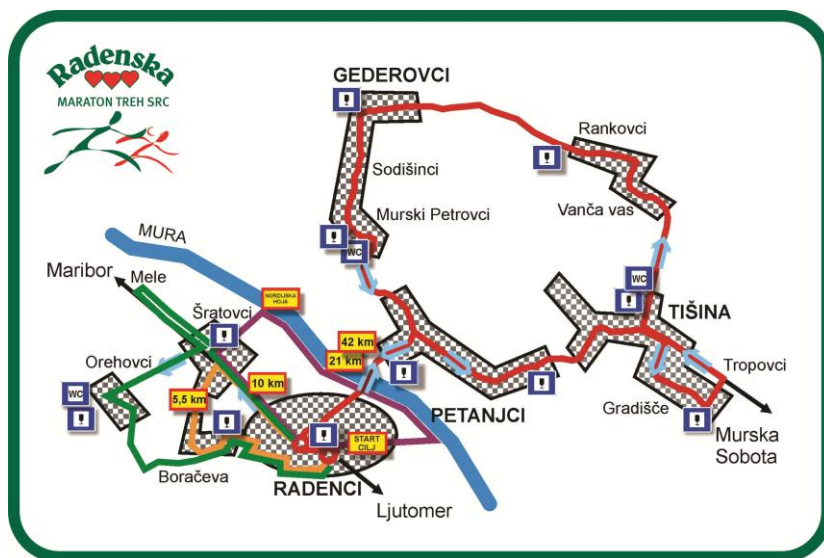 Radenska
MARATON TREH SRC
GEDEROVCI
Rankovci
Sodišinci
Vanča vas
Murski Petrovci
MURA
WC
Maribor
Mele
WC
NORDIJSKA
HOJA
TIŠINA
Šratovci
42 km
Orehovci
21 km
Tropovci
10 km
WC
5,5 km
PETANJCI
Gradišče
START
CILJ
Murska
Sobota
Boračeva
RADENCI
Ljutomer